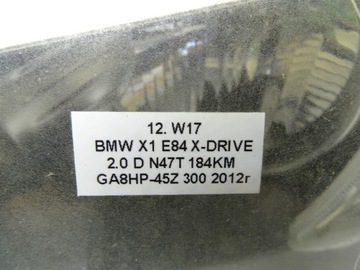 12. W17
BMW X1 E84 X-DRIVE
2.0 D N47T 184KM
GA8HP-45Z 300 2012r